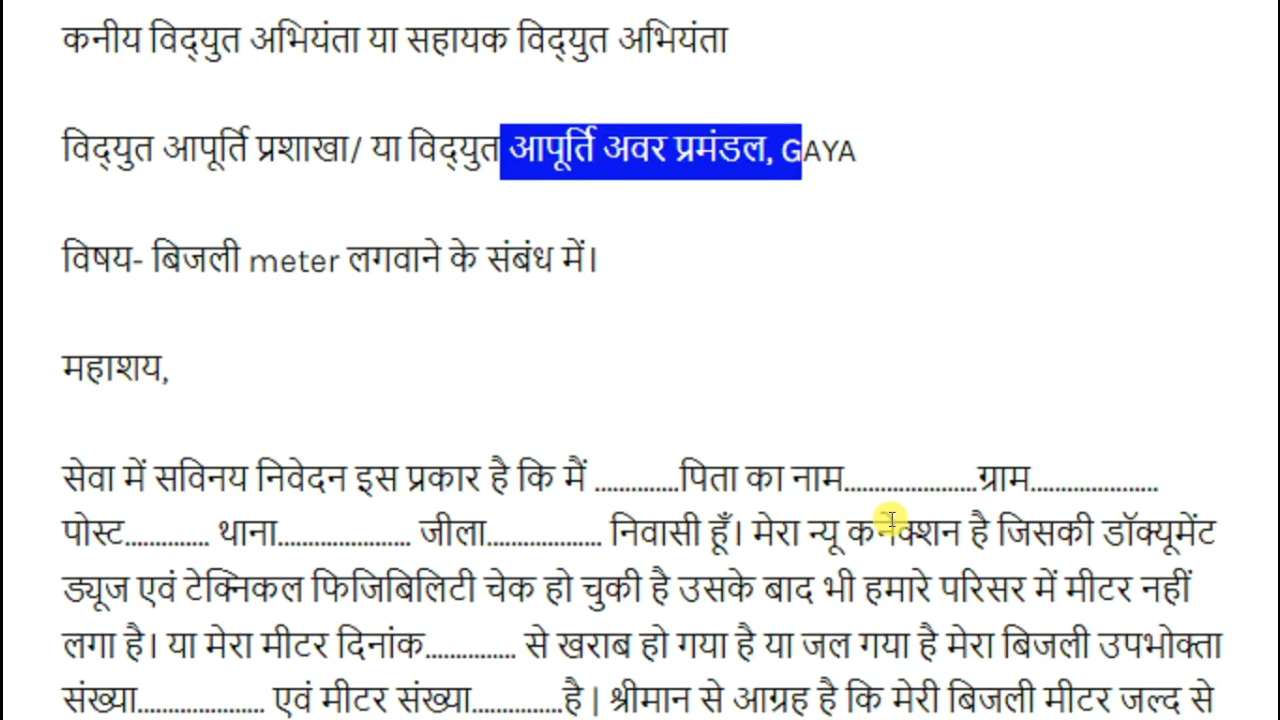 कनीय विद्युत अभियंता या सहायक विद्युत अभियंता
विद्युत आपूर्ति प्रशाखा/ या विद्युत आपूर्ति अवर प्रमंडल, GAYA
विषय- बिजली meter लगवाने के संबंध में।
महाशय,
सेवा में सविनय निवेदन इस प्रकार है कि मैं ..............पिता का नाम......................ग्राम.....................
पोस्ट.............. थाना...................... जीला................... निवासी हूँ। मेरा न्यू कनेक्शन है जिसकी डॉक्यूमेंट
ड्यूज एवं टेक्निकल फिजिबिलिटी चेक हो चुकी है उसके बाद भी हमारे परिसर में मीटर नहीं
लगा है। या मेरा मीटर दिनांक............... से खराब हो गया है या जल गया है मेरा बिजली उपभोक्ता
संख्या..................... एवं मीटर संख्या...............है | श्रीमान से आग्रह है कि मेरी बिजली मीटर जल्द से